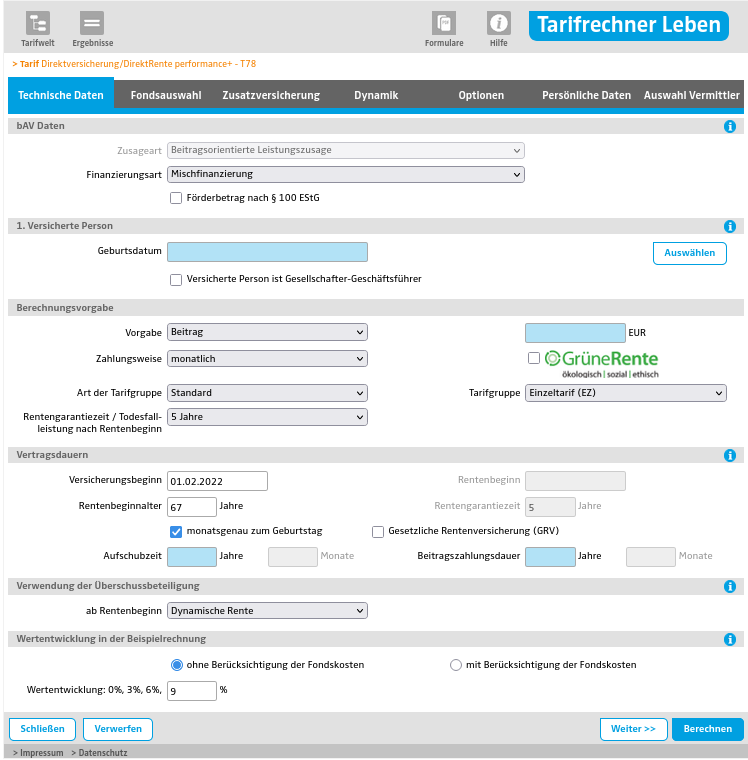 Tarifwelt Ergebnisse Formulare Hilfe Tarifrechner Leben
> Tarif Direktversicherung/DirektRente performance+ - T78
Technische Daten Fondsauswahl Zusatzversicherung Dynamik Optionen Persönliche Daten Auswahl Vermittler
bAV Daten
Zusageart Beitragsorientierte Leistungszusage
Finanzierungsart Mischfinanzierung
Förderbetrag nach § 100 EStG
1. Versicherte Person
Geburtsdatum Auswählen
Versicherte Person ist Gesellschafter-Geschäftsführer
Berechnungsvorgabe
Vorgabe Beitrag EUR
Zahlungsweise monatlich GrüneRente
ökologisch | sozial | ethisch
Art der Tarifgruppe Standard Tarifgruppe Einzeltarif (EZ)
Rentengarantiezeit / Todesfall- 5 Jahre
leistung nach Rentenbeginn
Vertragsdauern
Versicherungsbeginn 01.02.2022 Rentenbeginn
Rentenbeginnalter 67 Jahre Rentengarantiezeit 5 Jahre
monatsgenau zum Geburtstag Gesetzliche Rentenversicherung (GRV)
Aufschubzeit Jahre Monate Beitragszahlungsdauer Jahre Monate
Verwendung der Überschussbeteiligung
ab Rentenbeginn Dynamische Rente
Wertentwicklung in der Beispielrechnung
ohne Berücksichtigung der Fondskosten mit Berücksichtigung der Fondskosten
Wertentwicklung: 0%, 3%, 6%, 9 %
Schließen Verwerfen Weiter >> Berechnen
> Impressum > Datenschutz